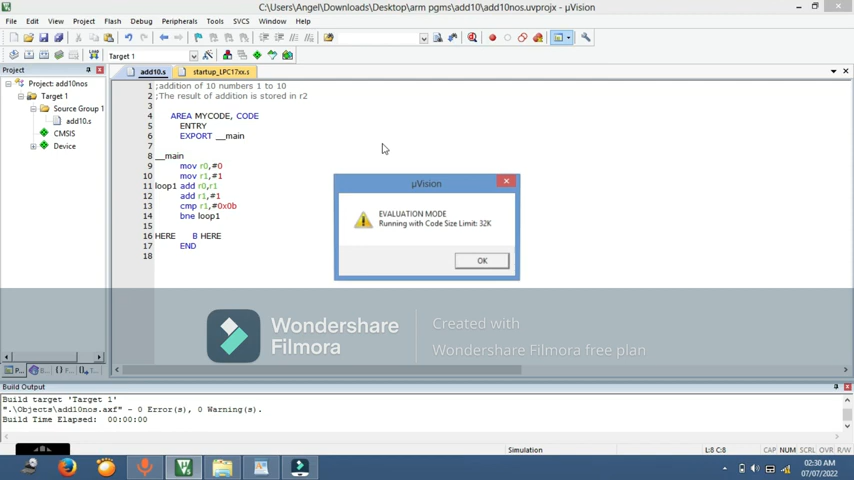 C:\Users\Angel\Downloads\Desktop\arm pgms\add10\add10nos.uvprojx - µVision
File Edit View Project Flash Debug Peripherals Tools SVCS Window Help
Target 1
Project
add10.s startup_LPC17xx.s
Project: add10nos
Target 1
Source Group 1
add10.s
CMSIS
Device
1 ;addition of 10 numbers 1 to 10
2 ;The result of addition is stored in r2
3
4 AREA MYCODE, CODE
5 ENTRY
6 EXPORT __main
7
8 __main
9 mov r0,#0
10 mov r1,#1
11 loop1 add r0,r1
12 add r1,#1
13 cmp r1,#0x0b
14 bne loop1
15
16 HERE B HERE
17 END
18
µVision
EVALUATION MODE
Running with Code Size Limit: 32K
OK
Wondershare
Filmora
Created with
Wondershare Filmora free plan
P... B... {} F... T...
Build Output
Build target 'Target 1'
".\Objects\add10nos.axf" - 0 Error(s), 0 Warning(s).
Build Time Elapsed: 00:00:00
Simulation L:8 C:8 CAP NUM SCRL OVR R/W
02:30 AM
07/07/2022